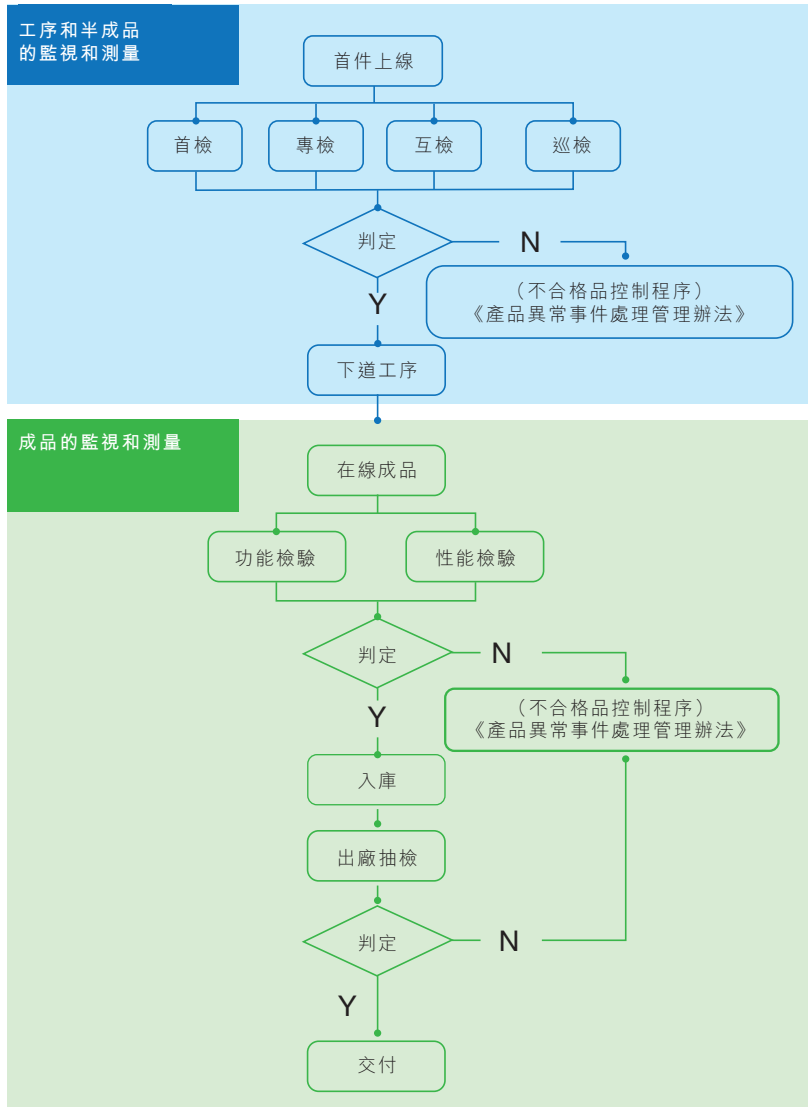 工序和半成品
的監視和測量
首件上線
首檢
專檢
互檢
巡檢
判定
N
（不合格品控制程序）
《產品異常事件處理管理辦法》
Y
下道工序
成品的監視和測量
在線成品
功能檢驗
性能檢驗
判定
N
（不合格品控制程序）
《產品異常事件處理管理辦法》
Y
入庫
出廠抽檢
判定
N
Y
交付